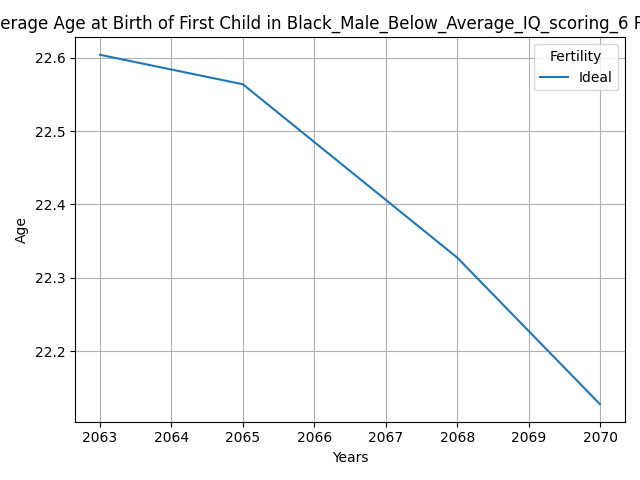 erage Age at Birth of First Child in Black_Male_Below_Average_IQ_scoring_6
Fertility
Ideal
22.6
22.5
22.4
22.3
22.2
Age
2063 2064 2065 2066 2067 2068 2069 2070
Years